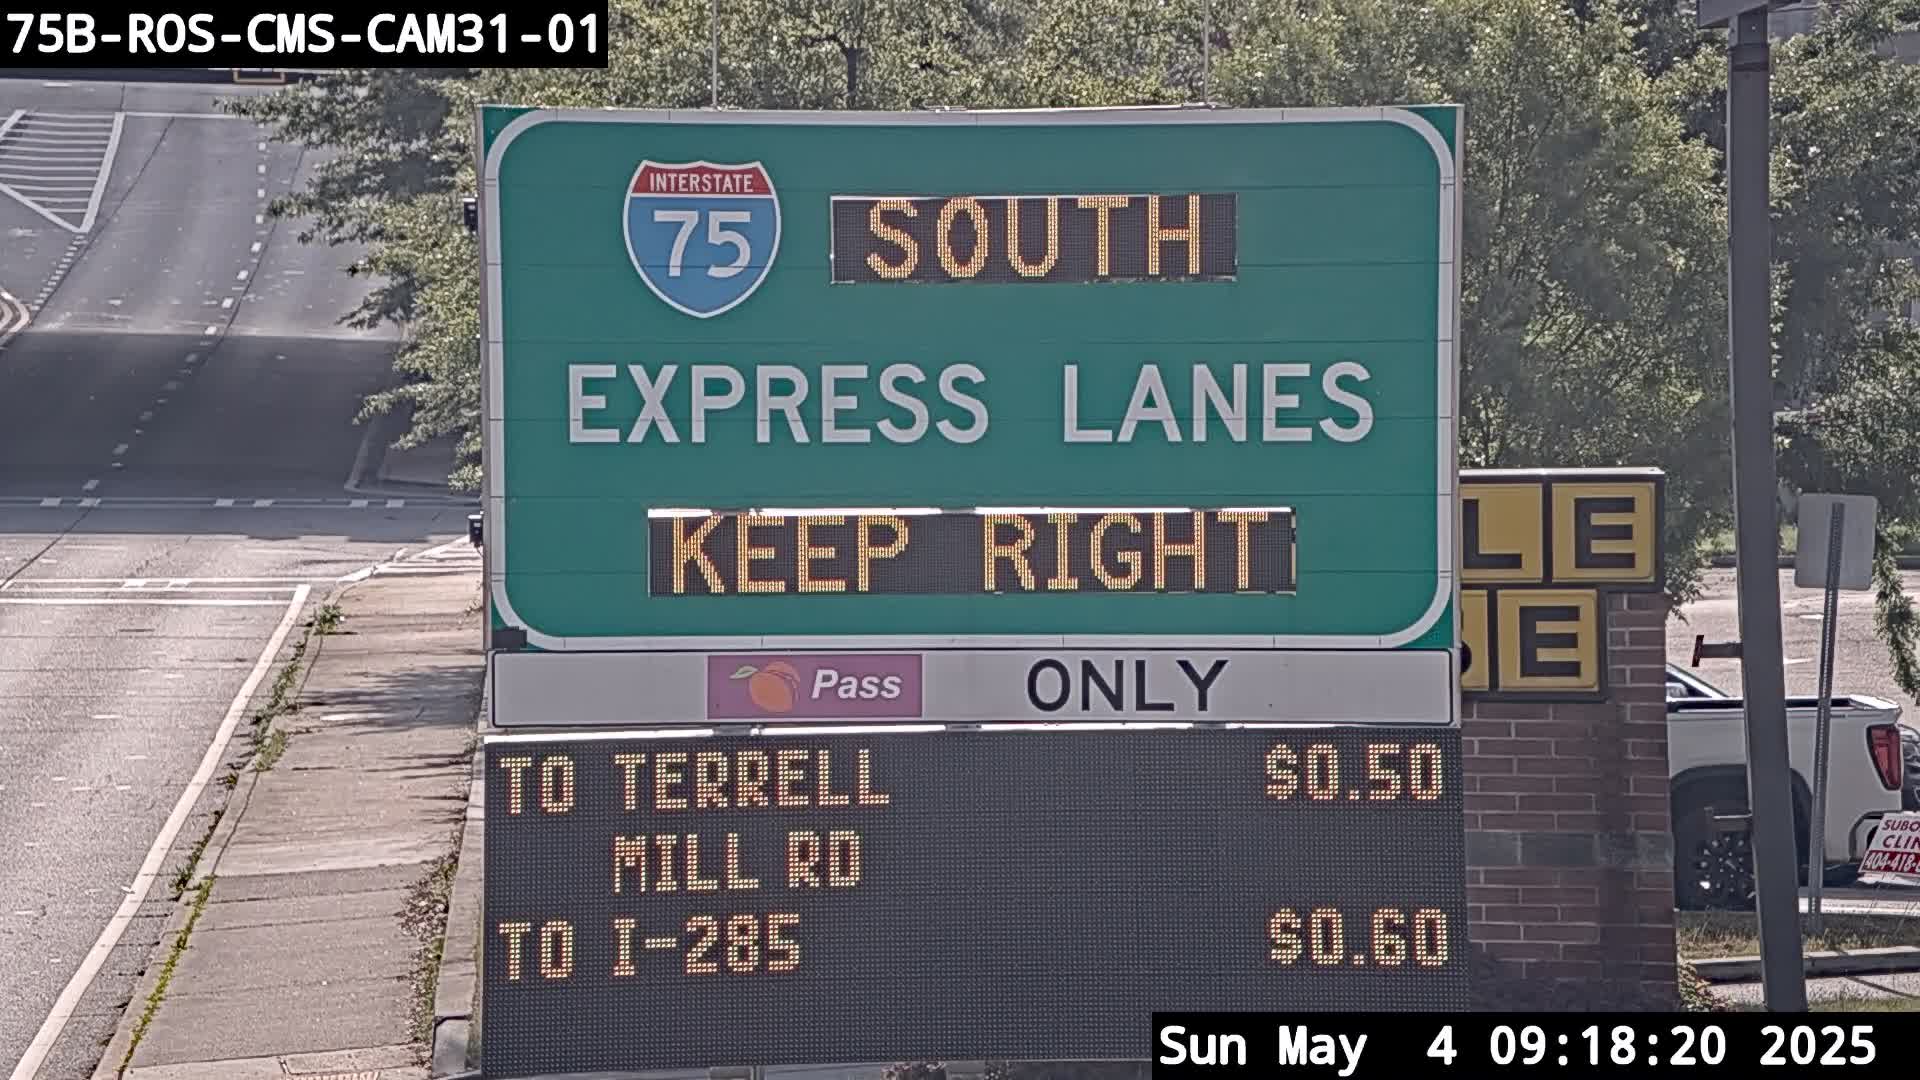 75B-ROS-CMS-CAM31-01
INTERSTATE
75
SOUTH
EXPRESS LANES
KEEP RIGHT
Pass ONLY
TO TERRELL $0.50
MILL RD
TO I-285 $0.60
LE
E
Sun May 4 09:18:20 2025